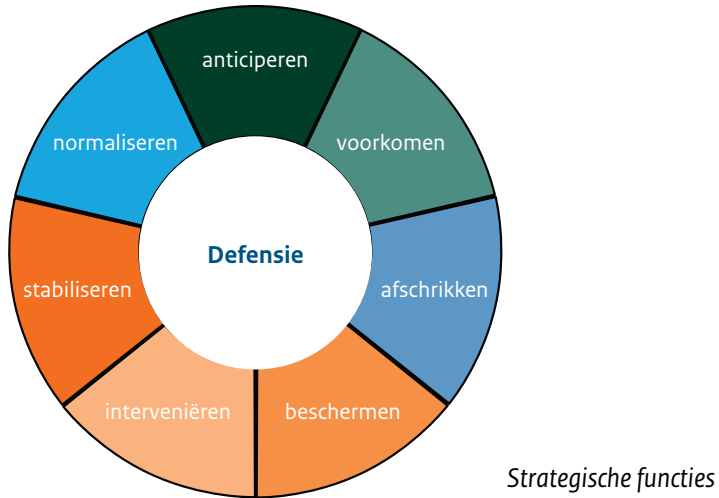 anticiperen
normaliseren
voorkomen
Defensie
stabiliseren
afschrikken
interveniëren
beschermen
Strategische functies